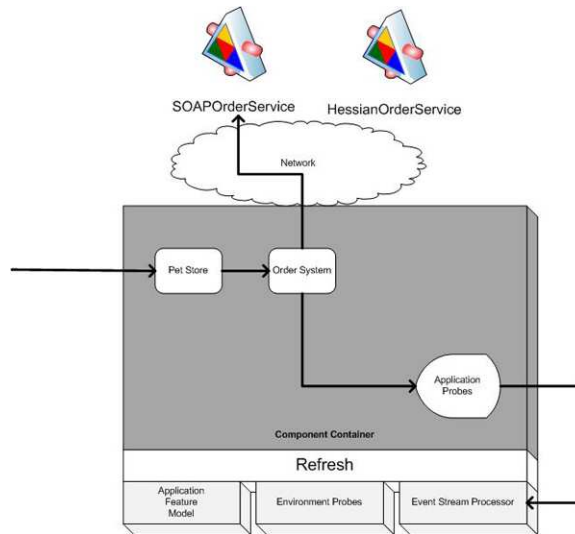 SOAPOrderService
HessianOrderService
Network
Pet Store
Order System
Application
Probes
Component Container
Refresh
Application
Feature
Model
Environment Probes
Event Stream Processor